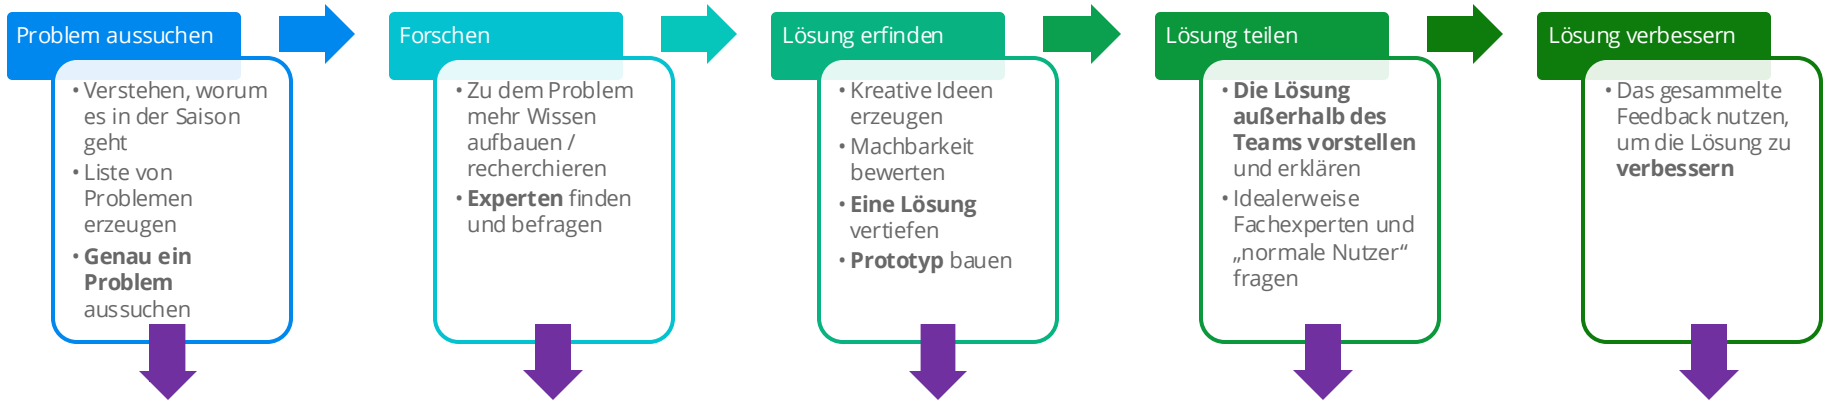 Problem aussuchen
• Verstehen, worum
es in der Saison
geht
• Liste von
Problemen
erzeugen
• Genau ein
Problem
aussuchen
Forschen
• Zu dem Problem
mehr Wissen
aufbauen /
recherchieren
• Experten finden
und befragen
Lösung erfinden
• Kreative Ideen
erzeugen
• Machbarkeit
bewerten
• Eine Lösung
vertiefen
• Prototyp bauen
Lösung teilen
• Die Lösung
außerhalb des
Teams vorstellen
und erklären
• Idealerweise
Fachexperten und
„normale Nutzer“
fragen
Lösung verbessern
• Das gesammelte
Feedback nutzen,
um die Lösung zu
verbessern